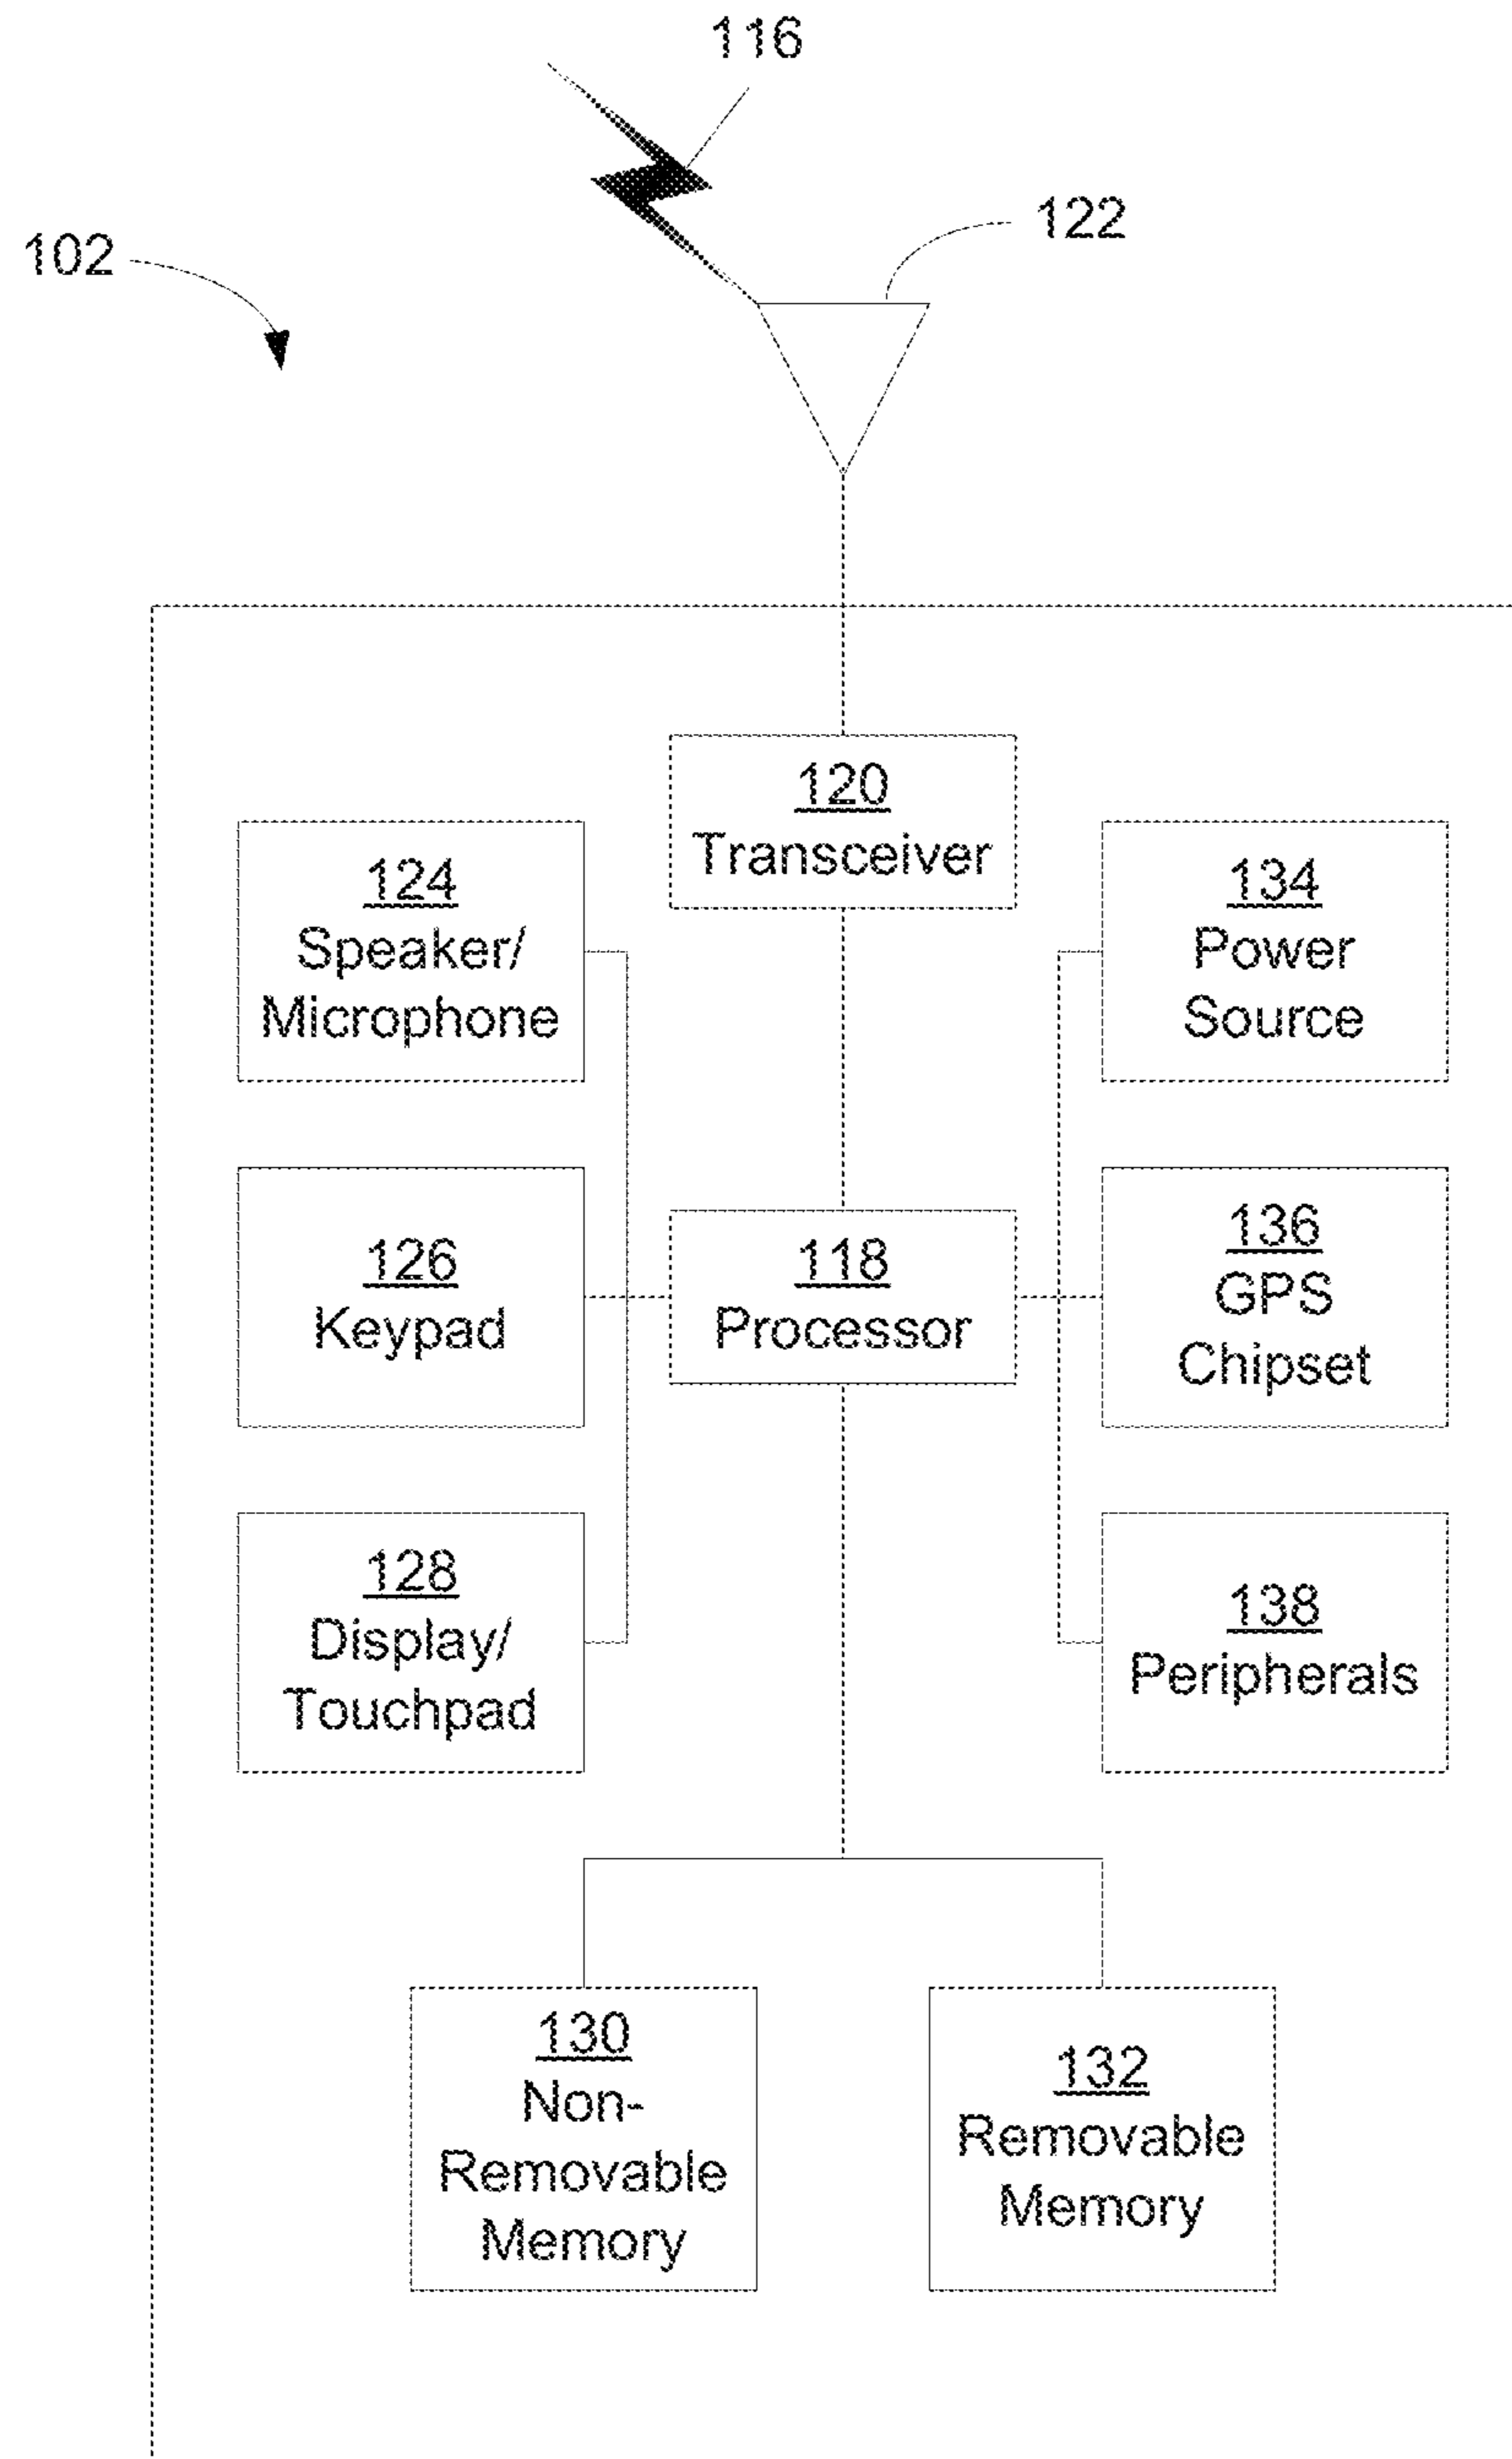 116
122
102
120
Transceiver
124
Speaker/
Microphone
134
Power
Source
126
Keypad
118
Processor
136
GPS
Chipset
128
Display/
Touchpad
138
Peripherals
130
Non-
Removable
Memory
132
Removable
Memory